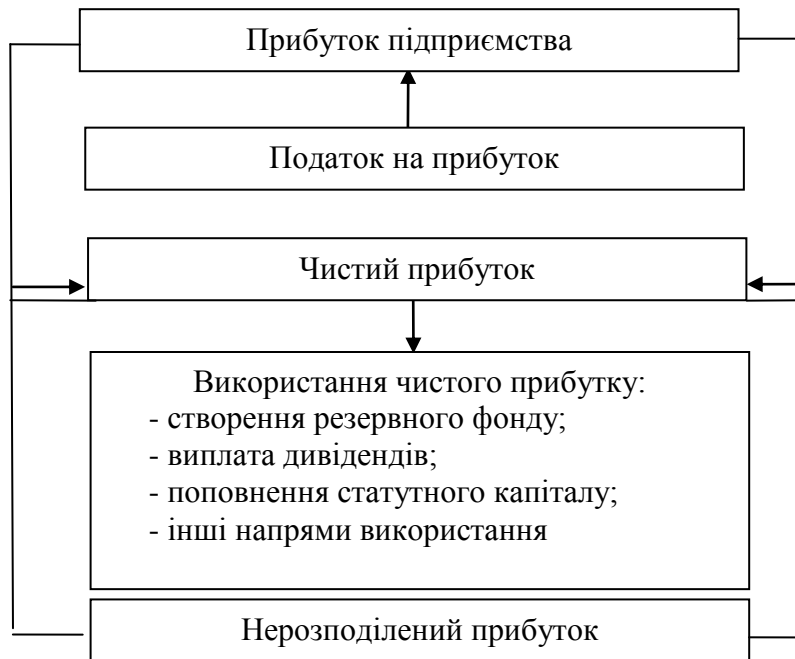 Прибуток підприємства
Податок на прибуток
Чистий прибуток
Використання чистого прибутку:
- створення резервного фонду;
- виплата дивідендів;
- поповнення статутного капіталу;
- інші напрями використання
Нерозподілений прибуток